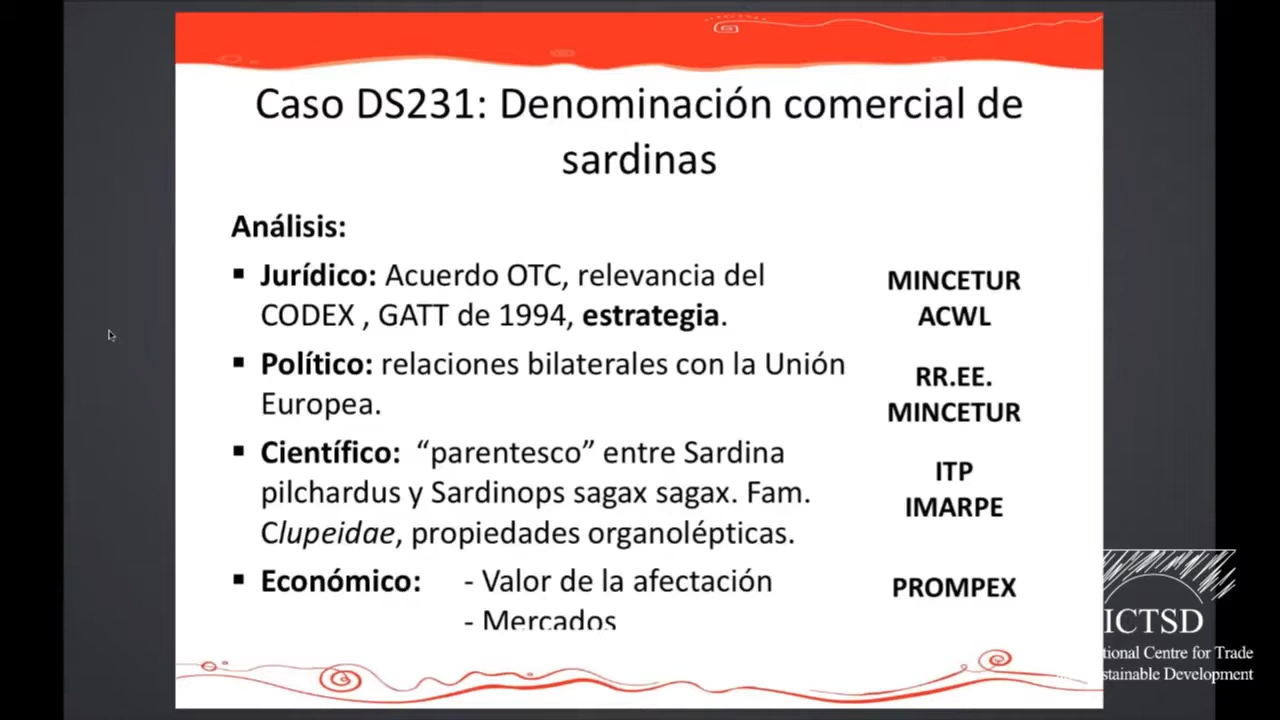 Caso DS231: Denominación comercial de
sardinas
Análisis:
▪ Jurídico: Acuerdo OTC, relevancia del
CODEX , GATT de 1994, estrategia.
MINCETUR
ACWL
▪ Político: relaciones bilaterales con la Unión
Europea.
RR.EE.
MINCETUR
▪ Científico: “parentesco” entre Sardina
pilchardus y Sardinops sagax sagax. Fam.
Clupeidae, propiedades organolépticas.
ITP
IMARPE
▪ Económico: - Valor de la afectación
- Mercados
PROMPEX
ICTSD
tional Centre for Trade
stainable Development